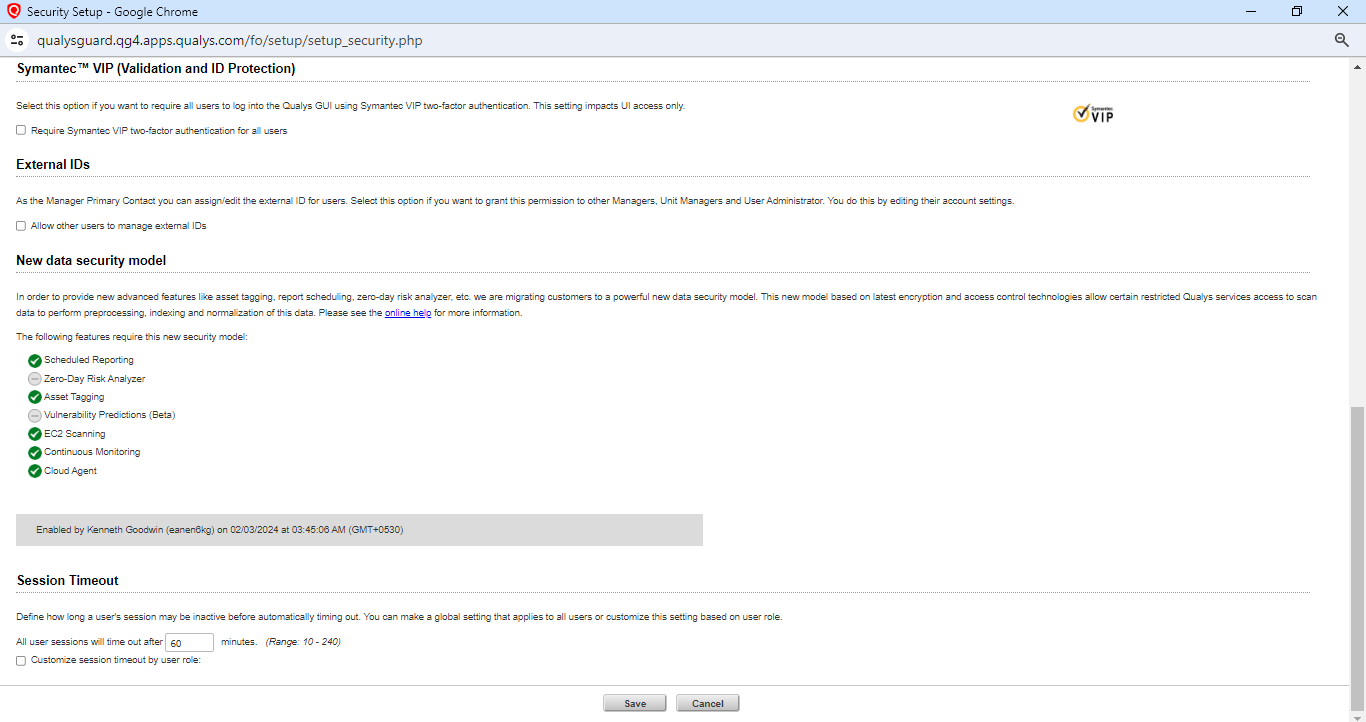 Security Setup - Google Chrome
qualysguard.qg4.apps.qualys.com/fo/setup/setup_security.php
Symantec™ VIP (Validation and ID Protection)
Select this option if you want to require all users to log into the Qualys GUI using Symantec VIP two-factor authentication. This setting impacts UI access only.
Symantec
VIP
Require Symantec VIP two-factor authentication for all users
External IDs
As the Manager Primary Contact you can assign/edit the external ID for users. Select this option if you want to grant this permission to other Managers, Unit Managers and User Administrator. You do this by editing their account settings.
Allow other users to manage external IDs
New data security model
In order to provide new advanced features like asset tagging, report scheduling, zero-day risk analyzer, etc. we are migrating customers to a powerful new data security model. This new model based on latest encryption and access control technologies allow certain restricted Qualys services access to scan
data to perform preprocessing, indexing and normalization of this data. Please see the online help for more information.
The following features require this new security model:
Scheduled Reporting
Zero-Day Risk Analyzer
Asset Tagging
Vulnerability Predictions (Beta)
EC2 Scanning
Continuous Monitoring
Cloud Agent
Enabled by Kenneth Goodwin (eanen6kg) on 02/03/2024 at 03:45:06 AM (GMT+0530)
Session Timeout
Define how long a user's session may be inactive before automatically timing out. You can make a global setting that applies to all users or customize this setting based on user role.
All user sessions will time out after 60 minutes. (Range: 10 - 240)
Customize session timeout by user role:
Save Cancel